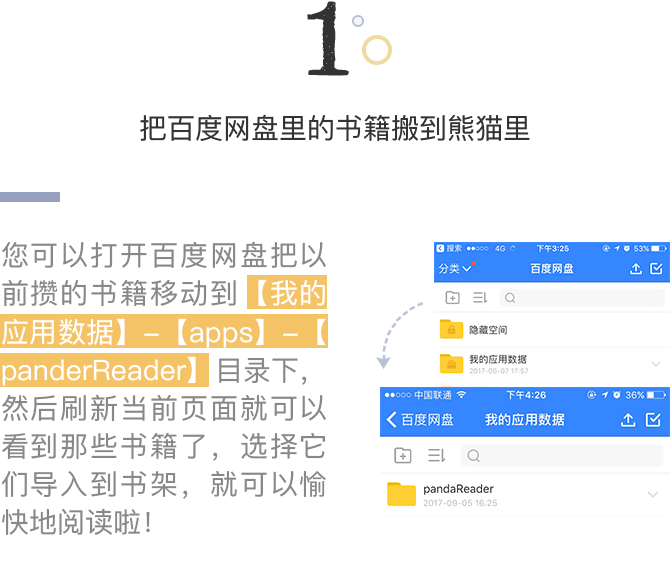 1
把百度网盘里的书籍搬到熊猫里
您可以打开百度网盘把以
前攒的书籍移动到【我的
应用数据】-【apps】-【
panderReader】目录下，
然后刷新当前页面就可以
看到那些书籍了，选择它
们导入到书架，就可以愉
快地阅读啦！
搜索 4G 下午3:25 53%
分类 百度网盘
隐藏空间
我的应用数据
2017-06-07 17:57
中国联通 下午4:26 36%
百度网盘 我的应用数据
pandaReader
2017-09-05 16:25